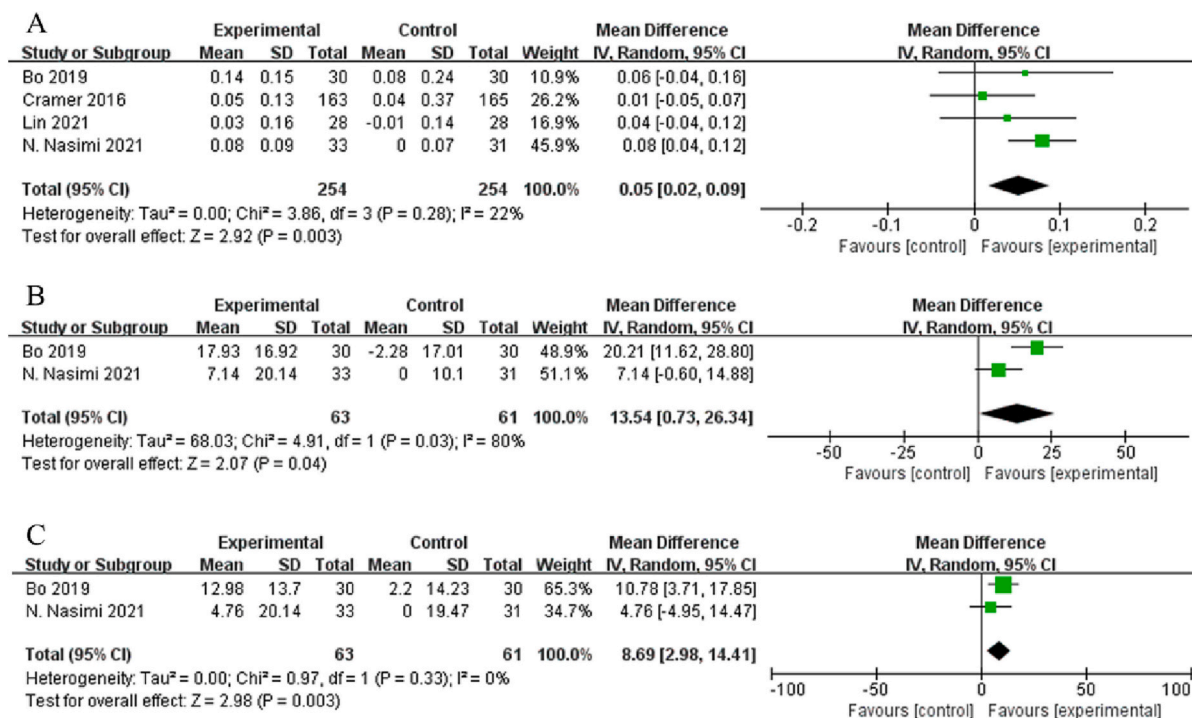 A
Experimental Control Mean Difference Mean Difference
Study or Subgroup Mean SD Total Mean SD Total Weight IV, Random, 95% CI IV, Random, 95% CI
Bo 2019 0.14 0.15 30 0.08 0.24 30 10.9% 0.06 [-0.04, 0.16]
Cramer 2016 0.05 0.13 163 0.04 0.37 165 26.2% 0.01 [-0.05, 0.07]
Lin 2021 0.03 0.16 28 -0.01 0.14 28 16.9% 0.04 [-0.04, 0.12]
N. Nasimi 2021 0.08 0.09 33 0 0.07 31 45.9% 0.08 [0.04, 0.12]
Total (95% CI) 254 254 100.0% 0.05 [0.02, 0.09]
Heterogeneity: Tau² = 0.00; Chi² = 3.86, df = 3 (P = 0.28); I² = 22%
Test for overall effect: Z = 2.92 (P = 0.003)
-0.2 -0.1 0 0.1 0.2
Favours [control] Favours [experimental]
B
Experimental Control Mean Difference Mean Difference
Study or Subgroup Mean SD Total Mean SD Total Weight IV, Random, 95% CI IV, Random, 95% CI
Bo 2019 17.93 16.92 30 -2.28 17.01 30 48.9% 20.21 [11.62, 28.80]
N. Nasimi 2021 7.14 20.14 33 0 10.1 31 51.1% 7.14 [-0.60, 14.88]
Total (95% CI) 63 61 100.0% 13.54 [0.73, 26.34]
Heterogeneity: Tau² = 68.03; Chi² = 4.91, df = 1 (P = 0.03); I² = 80%
Test for overall effect: Z = 2.07 (P = 0.04)
-50 -25 0 25 50
Favours [control] Favours [experimental]
C
Experimental Control Mean Difference Mean Difference
Study or Subgroup Mean SD Total Mean SD Total Weight IV, Random, 95% CI IV, Random, 95% CI
Bo 2019 12.98 13.7 30 2.2 14.23 30 65.3% 10.78 [3.71, 17.85]
N. Nasimi 2021 4.76 20.14 33 0 19.47 31 34.7% 4.76 [-4.95, 14.47]
Total (95% CI) 63 61 100.0% 8.69 [2.98, 14.41]
Heterogeneity: Tau² = 0.00; Chi² = 0.97, df = 1 (P = 0.33); I² = 0%
Test for overall effect: Z = 2.98 (P = 0.003)
-100 -50 0 50 100
Favours [control] Favours [experimental]